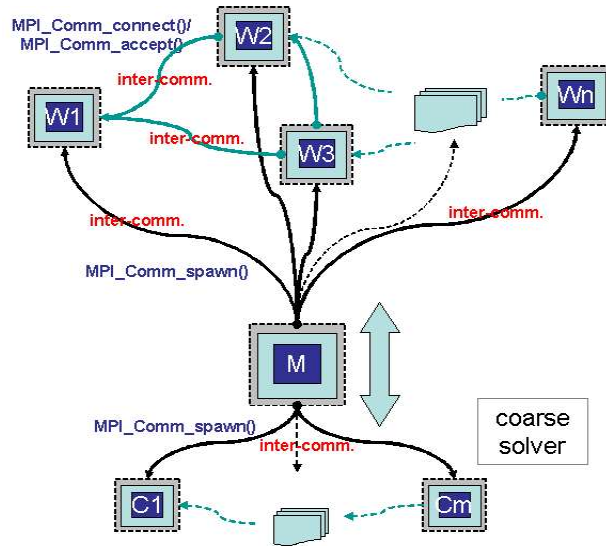 MPI_Comm_connect()/
MPI_Comm_accept()
W2
inter-comm.
Wn
W1
inter-comm.
W3
inter-comm.
inter-comm.
MPI_Comm_spawn()
M
MPI_Comm_spawn()
inter-comm.
coarse
solver
C1
Cm